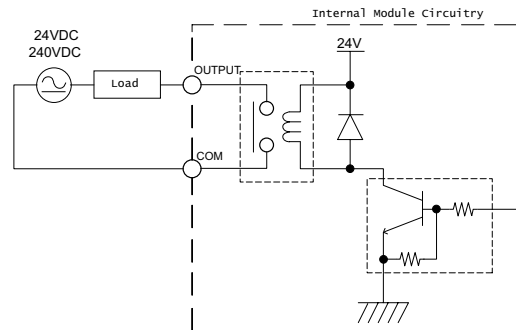 Internal Module Circuitry
24VDC
240VDC
24V
OUTPUT
Load
COM